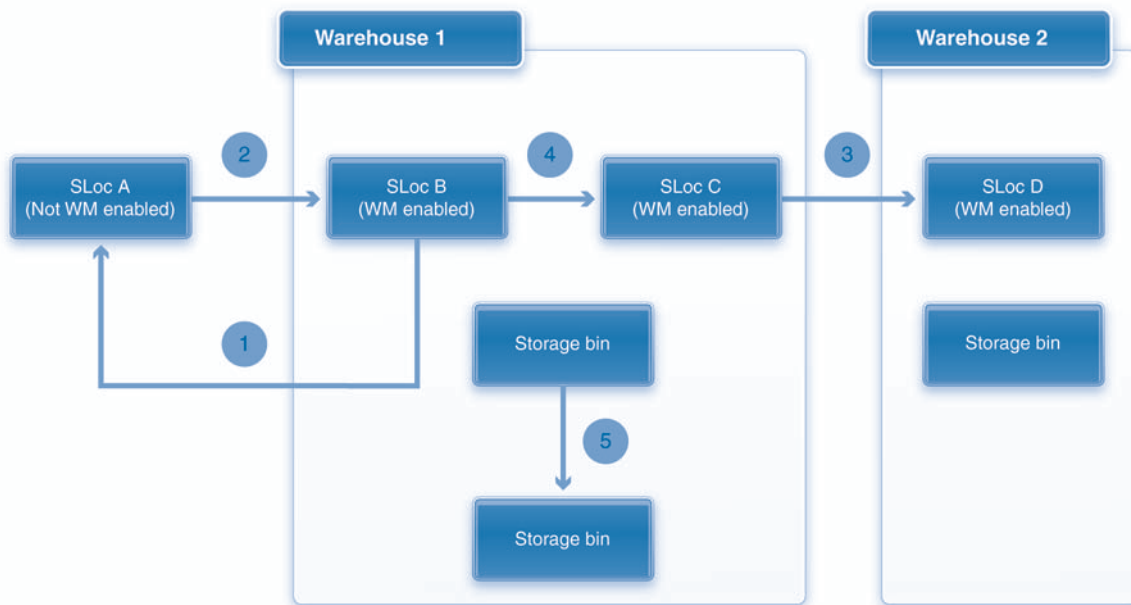 Warehouse 1
Warehouse 2
2
4
3
SLoc A
(Not WM enabled)
SLoc B
(WM enabled)
SLoc C
(WM enabled)
SLoc D
(WM enabled)
1
Storage bin
Storage bin
5
Storage bin